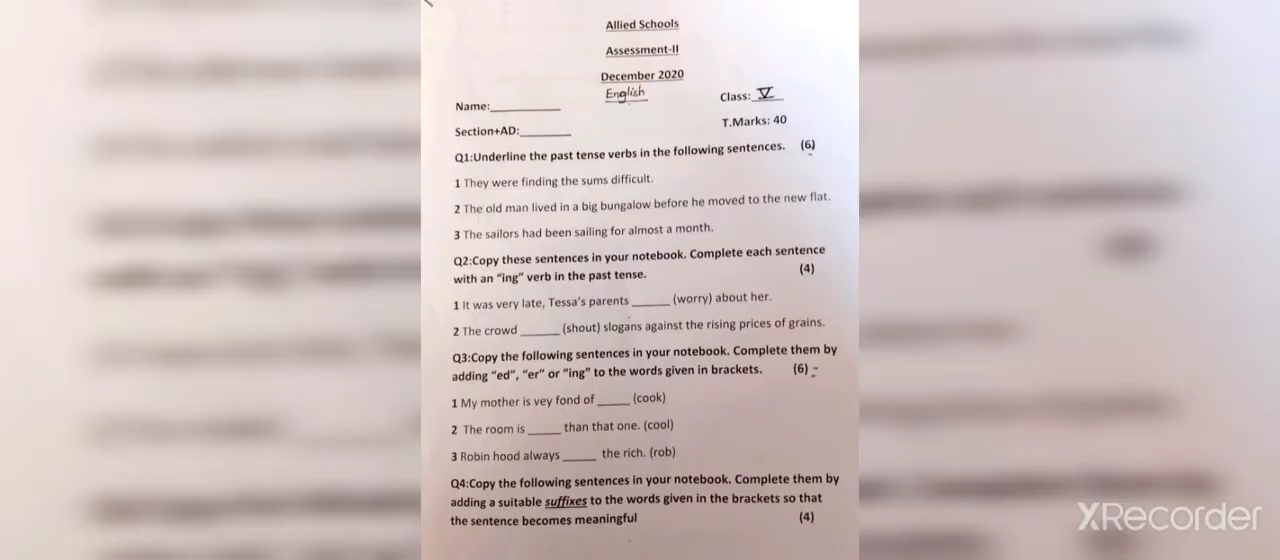 Allied Schools
Assessment-II
December 2020
English
Name:__________ Class: V
Section+AD:_______ T.Marks: 40
Q1:Underline the past tense verbs in the following sentences. (6)
1 They were finding the sums difficult.
2 The old man lived in a big bungalow before he moved to the new flat.
3 The sailors had been sailing for almost a month.
Q2:Copy these sentences in your notebook. Complete each sentence
with an “ing” verb in the past tense. (4)
1 It was very late, Tessa’s parents ______ (worry) about her.
2 The crowd ______ (shout) slogans against the rising prices of grains.
Q3:Copy the following sentences in your notebook. Complete them by
adding “ed”, “er” or “ing” to the words given in brackets. (6)
1 My mother is vey fond of _____ (cook)
2 The room is _____ than that one. (cool)
3 Robin hood always _____ the rich. (rob)
Q4:Copy the following sentences in your notebook. Complete them by
adding a suitable suffixes to the words given in the brackets so that
the sentence becomes meaningful (4)
XRecorder